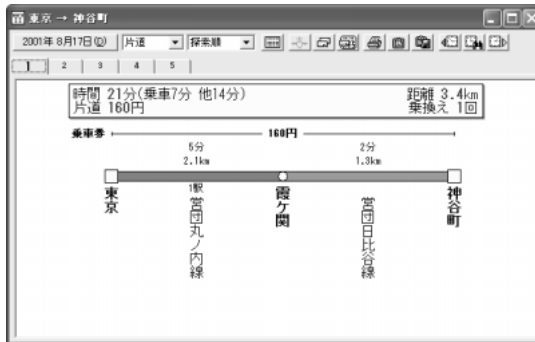 東京 → 神谷町
2001年 8月17日(D) 片道 探索順
1 2 3 4 5
時間 21分(乗車7分 他14分) 距離 3.4km
片道 160円 乗換え 1回
乗車券 160円
5分 2分
2.1km 1.3km
1駅
東京 霞ケ関 神谷町
営団丸ノ内線 営団日比谷線